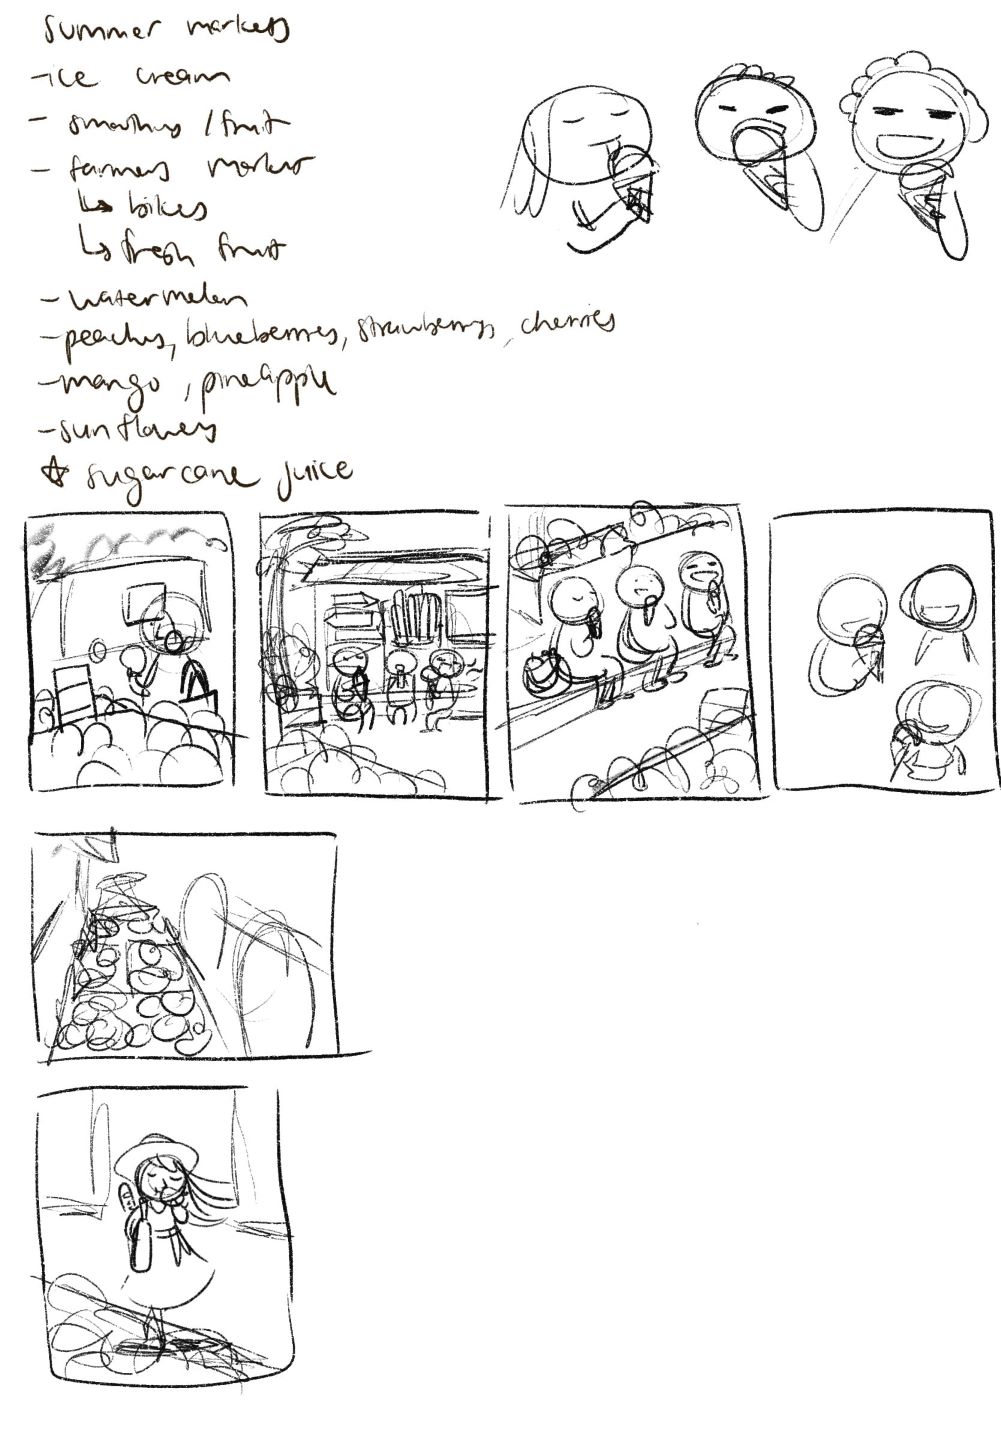 summer markets
-ice cream
- smoothies / fruit
- farmers market
↳ bikes
↳ fresh fruit
- watermelon
- peaches, blueberries, strawberries, cherries
- mango, pineapple
- sunflowers
☆ sugarcane juice